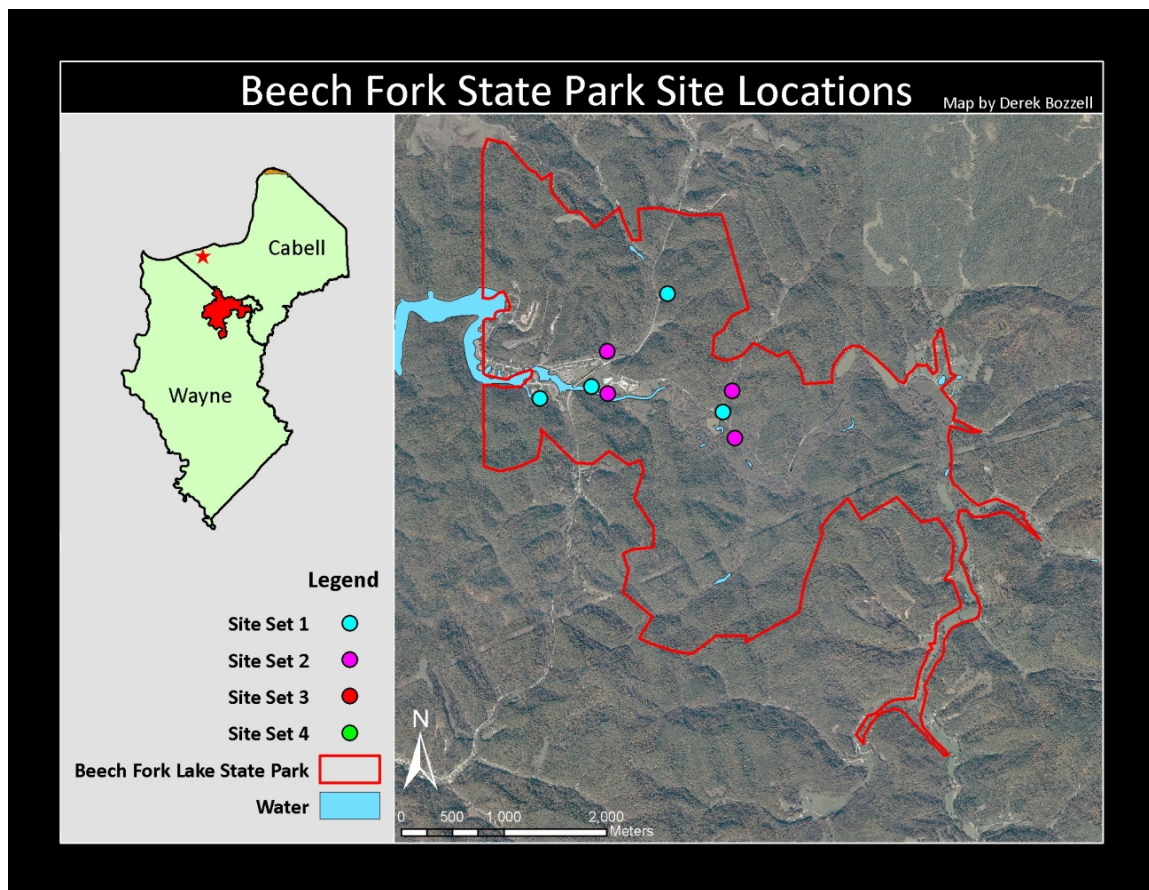 Beech Fork State Park Site Locations
Map by Derek Bozzell
Cabell
Wayne
Legend
Site Set 1
Site Set 2
Site Set 3
Site Set 4
Beech Fork Lake State Park
Water
N
0 500 1,000 2,000
Meters